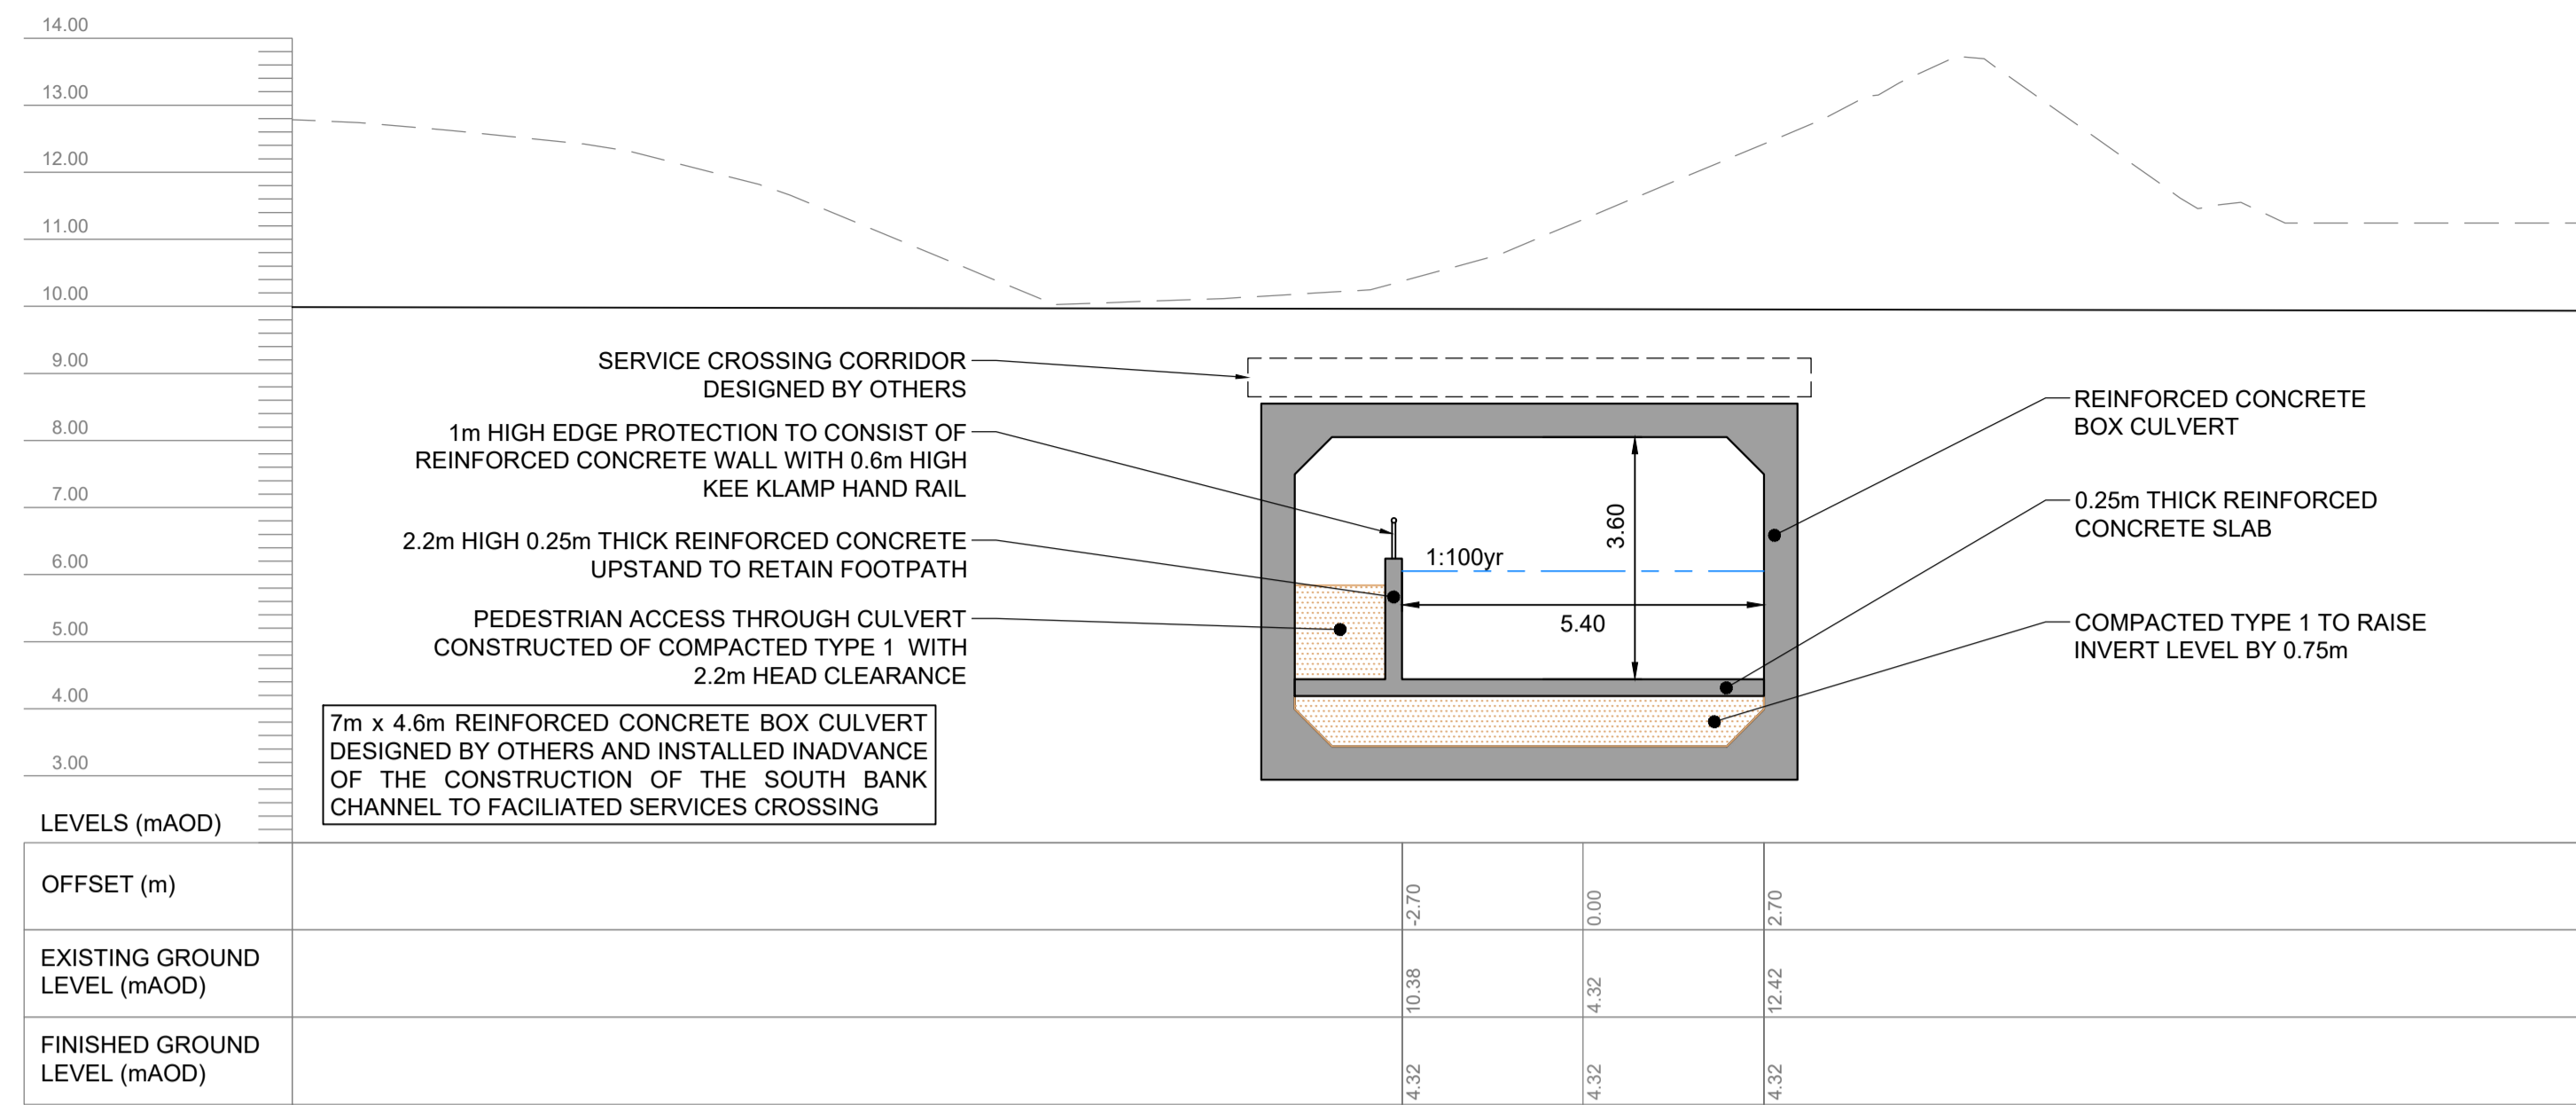 14.00
13.00
12.00
11.00
10.00
9.00
8.00
7.00
6.00
5.00
4.00
3.00
LEVELS (mAOD)
SERVICE CROSSING CORRIDOR
DESIGNED BY OTHERS
1m HIGH EDGE PROTECTION TO CONSIST OF
REINFORCED CONCRETE WALL WITH 0.6m HIGH
KEE KLAMP HAND RAIL
2.2m HIGH 0.25m THICK REINFORCED CONCRETE
UPSTAND TO RETAIN FOOTPATH
PEDESTRIAN ACCESS THROUGH CULVERT
CONSTRUCTED OF COMPACTED TYPE 1 WITH
2.2m HEAD CLEARANCE
7m x 4.6m REINFORCED CONCRETE BOX CULVERT
DESIGNED BY OTHERS AND INSTALLED INADVANCE
OF THE CONSTRUCTION OF THE SOUTH BANK
CHANNEL TO FACILIATED SERVICES CROSSING
1:100yr
3.60
5.40
REINFORCED CONCRETE
BOX CULVERT
0.25m THICK REINFORCED
CONCRETE SLAB
COMPACTED TYPE 1 TO RAISE
INVERT LEVEL BY 0.75m
OFFSET (m)
-2.70
0.00
2.70
EXISTING GROUND
LEVEL (mAOD)
10.38
4.32
12.42
FINISHED GROUND
LEVEL (mAOD)
4.32
4.32
4.32